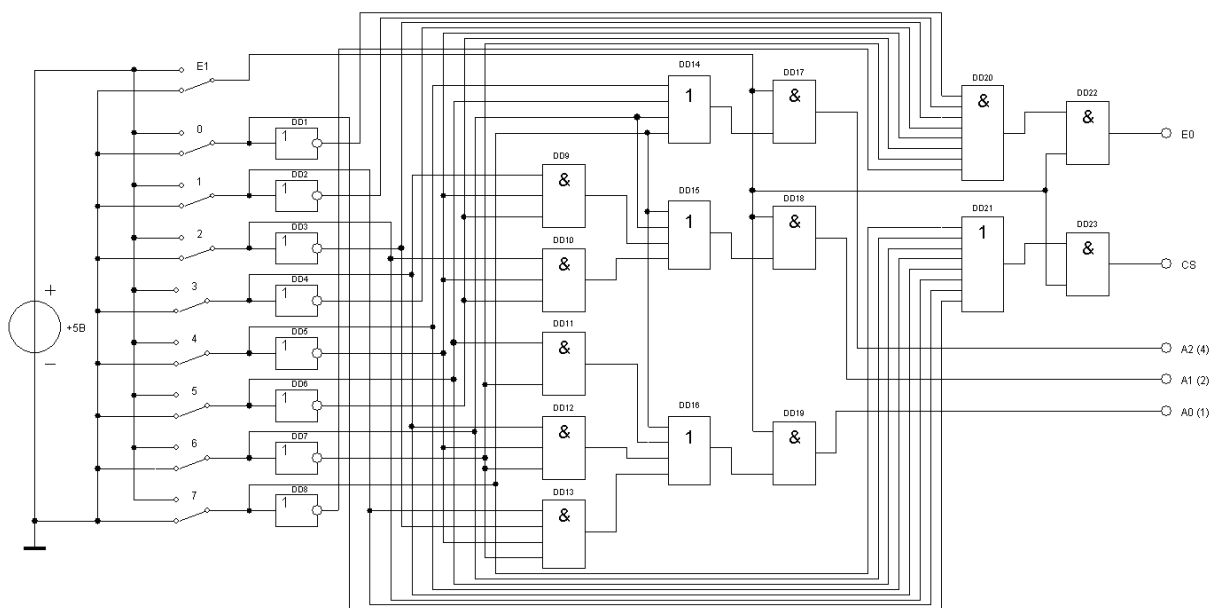 E1
0
1
2
3
4
5
6
7
+
+5В
−
DD1
1
DD2
1
DD3
1
DD4
1
DD5
1
DD6
1
DD7
1
DD8
1
DD9
&
DD10
&
DD11
&
DD12
&
DD13
&
DD14
1
DD15
1
DD16
1
DD17
&
DD18
&
DD19
&
DD20
&
DD21
1
DD22
&
DD23
&
E0
CS
A2 (4)
A1 (2)
A0 (1)